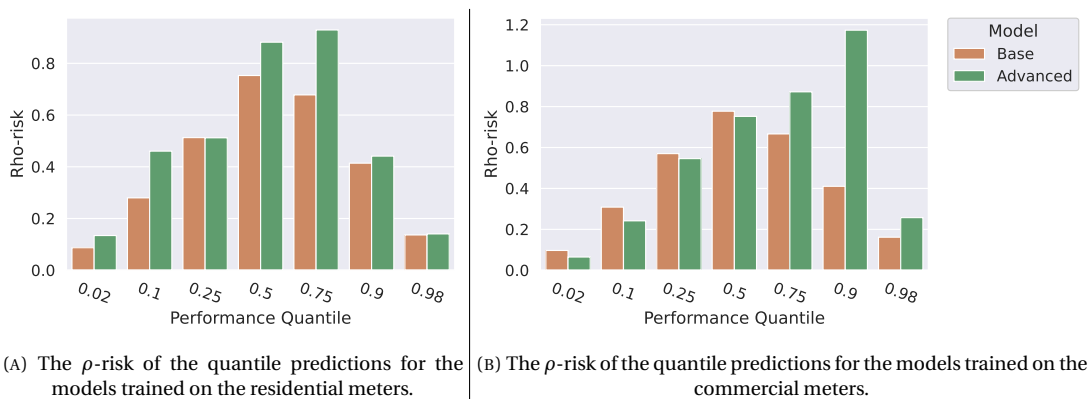 Rho-risk
0.8
0.6
0.4
0.2
0.0
0.02 0.1 0.25 0.5 0.75 0.9 0.98
Performance Quantile
(A) The ρ-risk of the quantile predictions for the
models trained on the residential meters.
Rho-risk
1.2
1.0
0.8
0.6
0.4
0.2
0.0
0.02 0.1 0.25 0.5 0.75 0.9 0.98
Performance Quantile
Model
Base
Advanced
(B) The ρ-risk of the quantile predictions for the models trained on the
commercial meters.